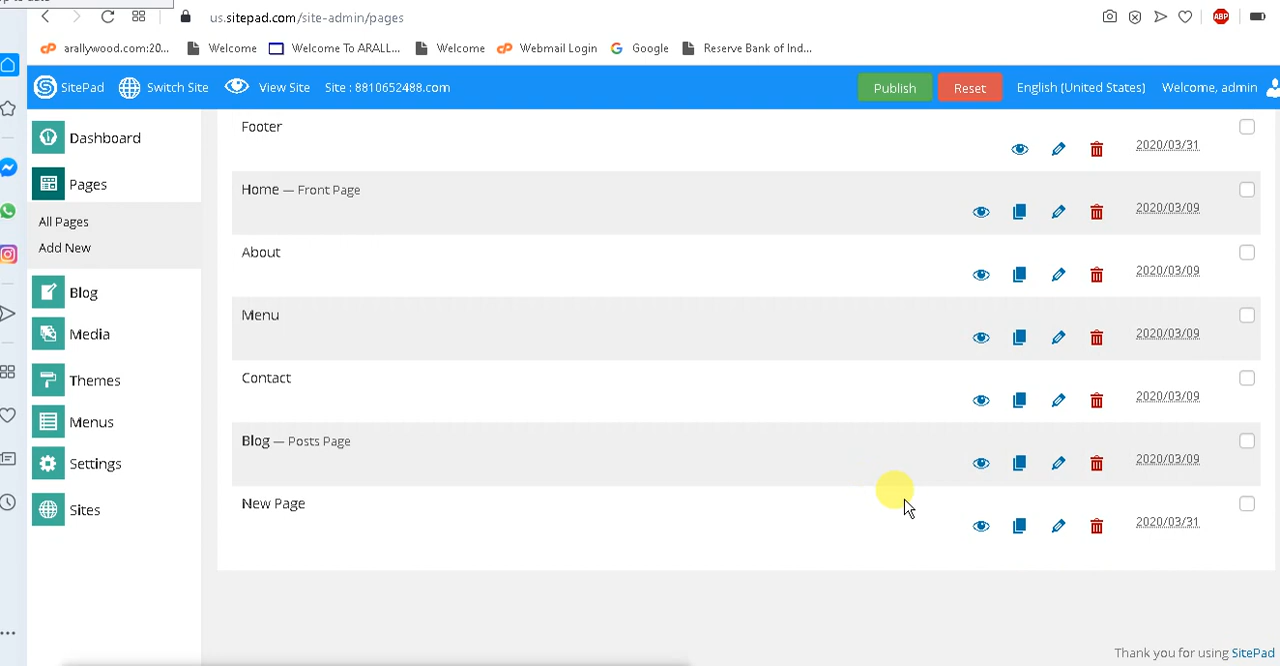 us.sitepad.com/site-admin/pages
ABP
arallywood.com:20... Welcome Welcome To ARALL... Welcome Webmail Login Google Reserve Bank of Ind...
SitePad Switch Site View Site Site : 8810652488.com Publish Reset English (United States) Welcome, admin
Dashboard
Pages
All Pages
Add New
Blog
Media
Themes
Menus
Settings
Sites
Footer
2020/03/31
Home — Front Page
2020/03/09
About
2020/03/09
Menu
2020/03/09
Contact
2020/03/09
Blog — Posts Page
2020/03/09
New Page
2020/03/31
Thank you for using SitePad